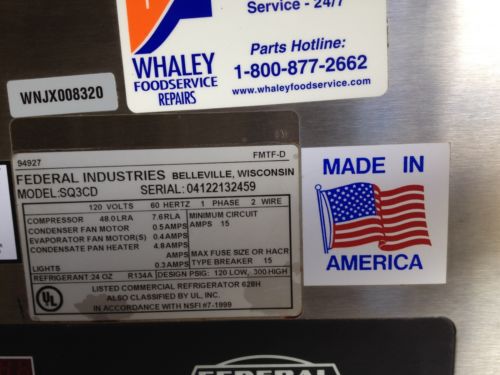 Service - 24/7
WHALEY
FOODSERVICE
REPAIRS
Parts Hotline:
1-800-877-2662
www.whaleyfoodservice.com
WNJX008320
94927
FMTF-D
FEDERAL INDUSTRIES BELLEVILLE, WISCONSIN
MODEL:SQ3CD SERIAL: 04122132459
120 VOLTS 60 HERTZ 1 PHASE 2 WIRE
COMPRESSOR 48.0LRA 7.6RLA
CONDENSER FAN MOTOR 0.5AMPS
EVAPORATOR FAN MOTOR(S) 0.4AMPS
CONDENSATE PAN HEATER 4.8AMPS
AMPS
LIGHTS 0.3AMPS
MINIMUM CIRCUIT
AMPS 15
MAX FUSE SIZE OR HACR
TYPE BREAKER 15
REFRIGERANT 24 OZ R134A DESIGN PSIG: 120 LOW, 300 HIGH
UL
LISTED COMMERCIAL REFRIGERATOR 628H
ALSO CLASSIFIED BY UL, INC.
IN ACCORDANCE WITH NSFI #7-1999
MADE IN
AMERICA
FEDERAL